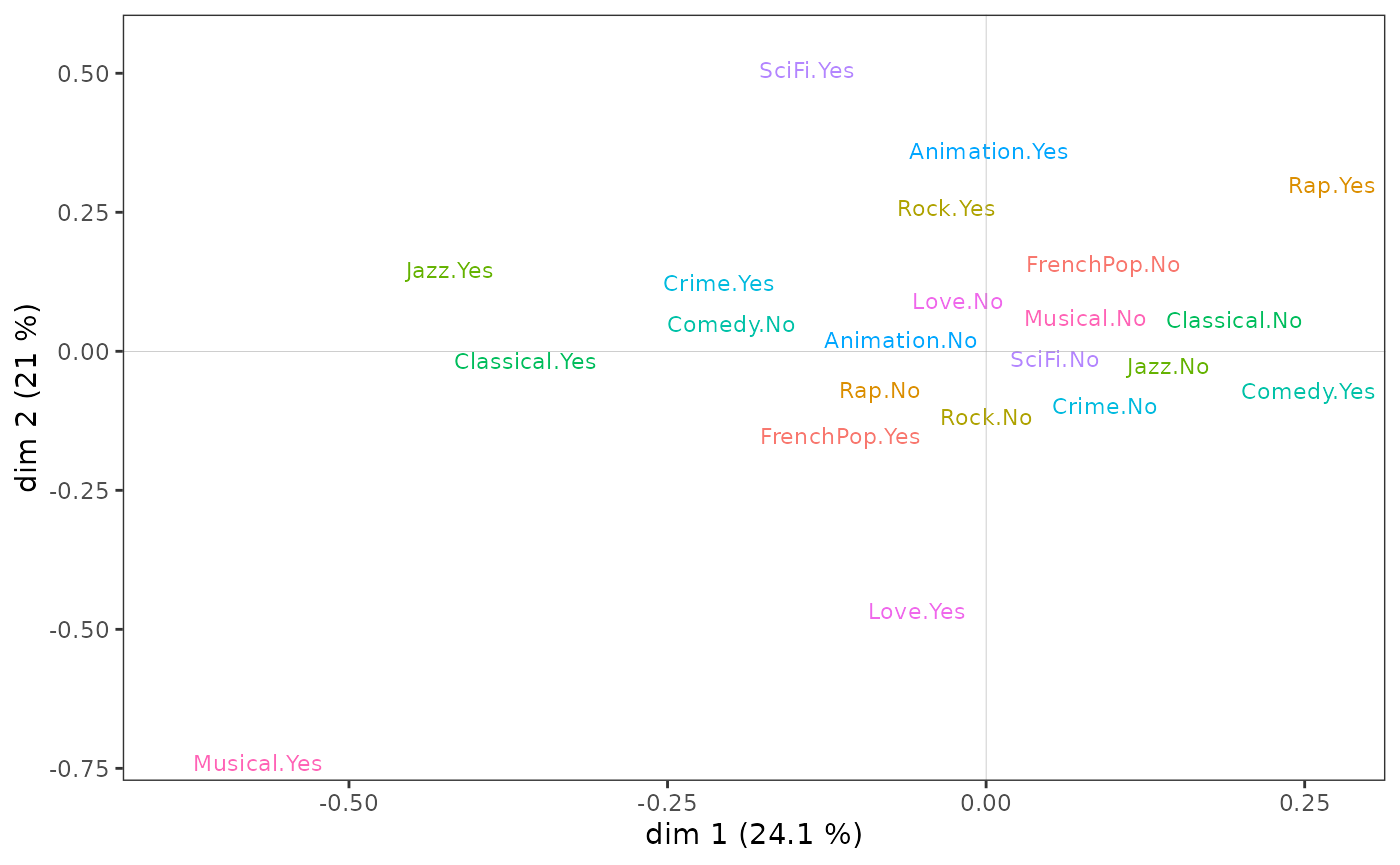 0.50
0.25
0.00
-0.25
-0.50
-0.75
dim 2 (21 %)
SciFi.Yes
Animation.Yes
Rap.Yes
Rock.Yes
FrenchPop.No
Jazz.Yes
Crime.Yes
Love.No
Musical.No
Classical.No
Comedy.No
Animation.No
SciFi.No
Classical.Yes
Jazz.No
Rap.No
Comedy.Yes
Crime.No
Rock.No
FrenchPop.Yes
Love.Yes
Musical.Yes
-0.50
-0.25
0.00
0.25
dim 1 (24.1 %)